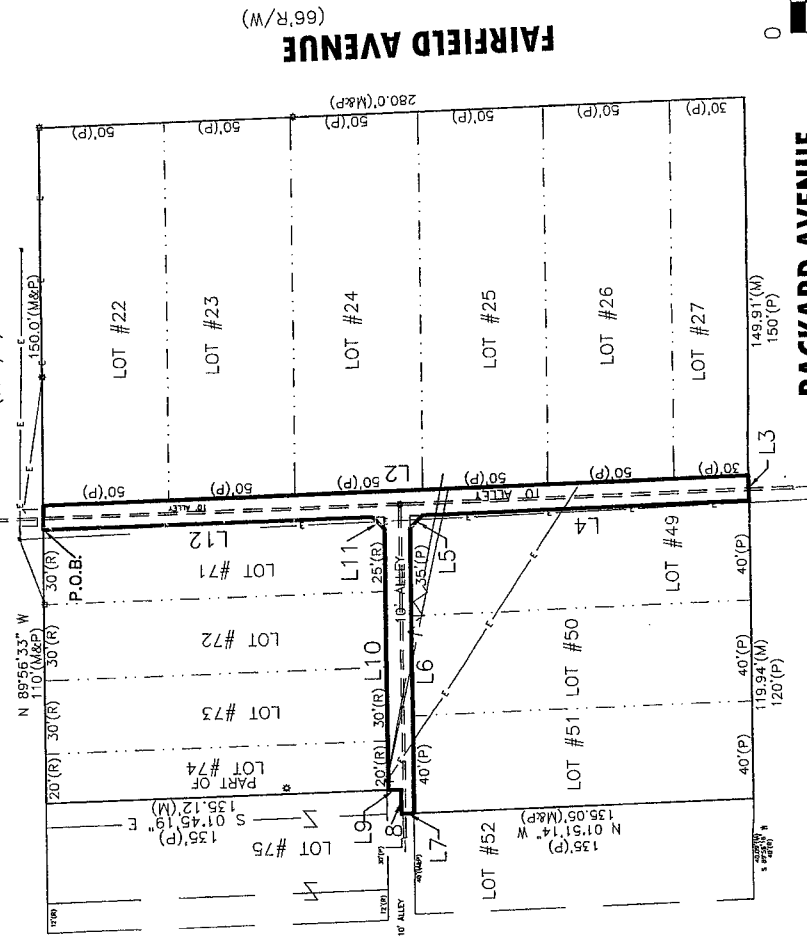 (66'R/W)
FAIRFIELD AVENUE
280.0'(M&P)
50'(P)
50'(P)
50'(P)
50'(P)
50'(P)
30'(P)
150.0'(M&P)
LOT #22
LOT #23
LOT #24
LOT #25
LOT #26
LOT #27
149.91'(M)
150'(P)
PACKARD AVENUE
50'(P)
50'(P)
50'(P)
50'(P)
50'(P)
30'(P)
L2
L3
10' ALLEY
10' ALLEY
P.O.B.
L12
L11
L5
L4
N 89°56'33" W
110'(M&P)
30'(R)
30'(R)
30'(R)
20'(R)
LOT #71
LOT #72
LOT #73
PART OF
LOT #74
25'(R)
30'(R)
20'(R)
L10
10' ALLEY
35'(P)
L6
40'(P)
LOT #49
LOT #50
LOT #51
40'(P)
40'(P)
40'(P)
119.94'(M)
120'(P)
L9
L8
L7
135'(P)
S 01°45'19" E
135.12'(M)
LOT #75
12'(R)
12'(R)
10' ALLEY
LOT #52
135'(P)
N 01°51'14" W
135.05'(M&P)
E
E
E
E
E
E